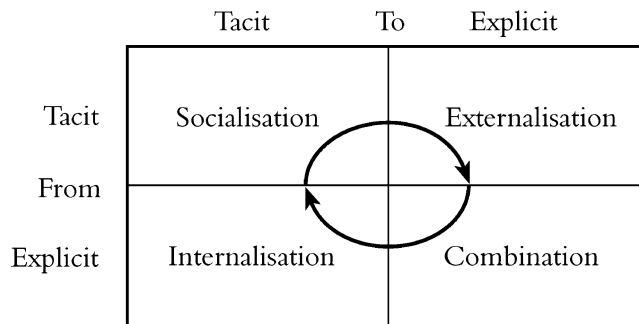 Tacit To Explicit
Tacit Socialisation Externalisation
From
Explicit Internalisation Combination